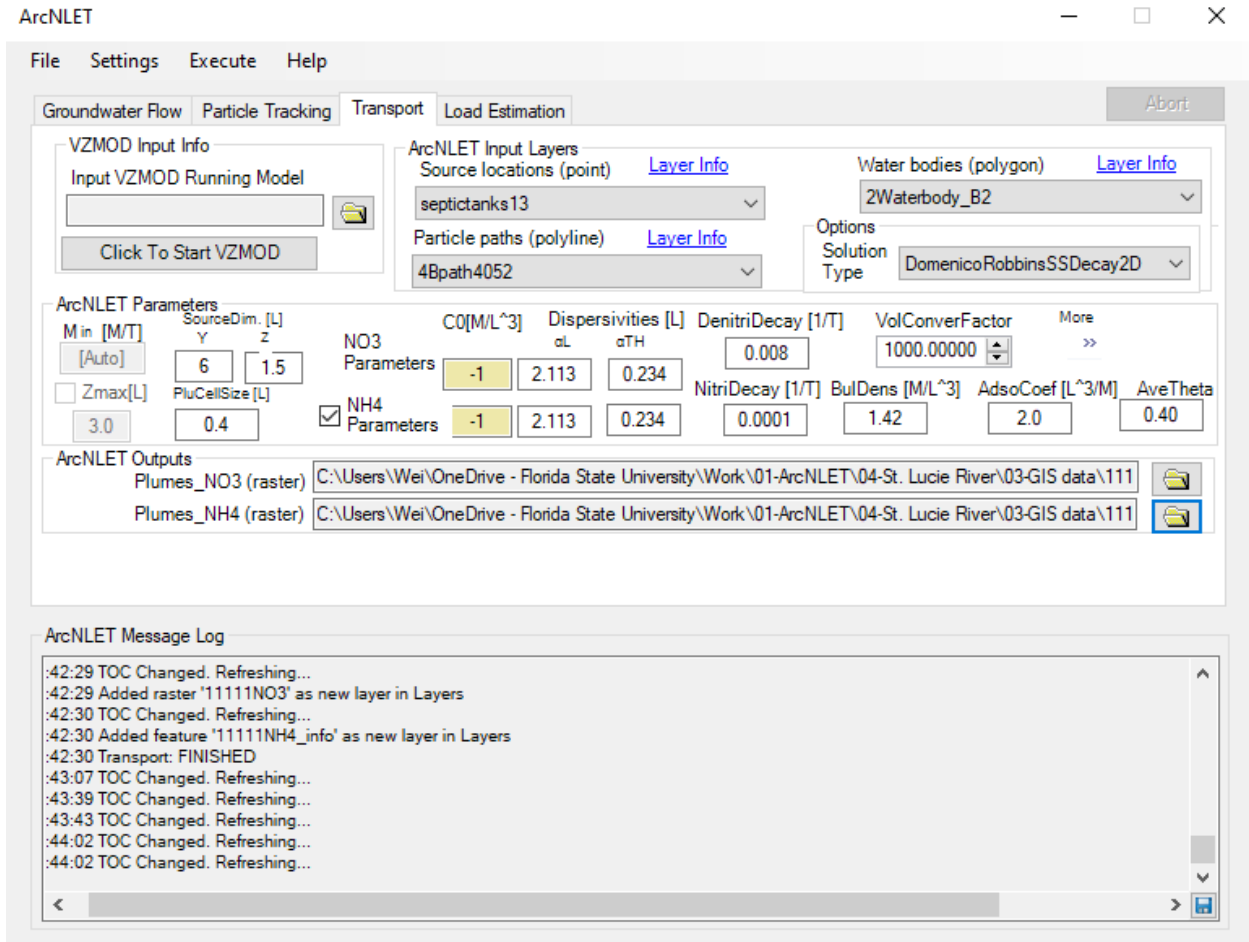 ArcNLET
File Settings Execute Help
Groundwater Flow Particle Tracking Transport Load Estimation Abort
VZMOD Input Info
Input VZMOD Running Model
Click To Start VZMOD
ArcNLET Input Layers
Source locations (point) Layer Info
septictanks13
Particle paths (polyline) Layer Info
4Bpath4052
Water bodies (polygon) Layer Info
2Waterbody_B2
Options
Solution Type DomenicoRobbinsSSDecay2D
ArcNLET Parameters
M in [M/T]
[Auto]
Zmax[L]
3.0
SourceDim. [L]
Y Z
6 1.5
PluCellSize [L]
0.4
C0[M/L^3] Dispersivities [L]
αL αTH
NO3 Parameters -1 2.113 0.234
NH4 Parameters -1 2.113 0.234
DenitriDecay [1/T]
0.008
VolConverFactor
1000.00000
More
>>
NitriDecay [1/T] BulDens [M/L^3] AdsoCoef [L^3/M] AveTheta
0.0001 1.42 2.0 0.40
ArcNLET Outputs
Plumes_NO3 (raster) C:\Users\Wei\OneDrive - Florida State University\Work\01-ArcNLET\04-St. Lucie River\03-GIS data\111
Plumes_NH4 (raster) C:\Users\Wei\OneDrive - Florida State University\Work\01-ArcNLET\04-St. Lucie River\03-GIS data\111
ArcNLET Message Log
:42:29 TOC Changed. Refreshing...
:42:29 Added raster '11111NO3' as new layer in Layers
:42:30 TOC Changed. Refreshing...
:42:30 Added feature '11111NH4_info' as new layer in Layers
:42:30 Transport: FINISHED
:43:07 TOC Changed. Refreshing...
:43:39 TOC Changed. Refreshing...
:43:43 TOC Changed. Refreshing...
:44:02 TOC Changed. Refreshing...
:44:02 TOC Changed. Refreshing...